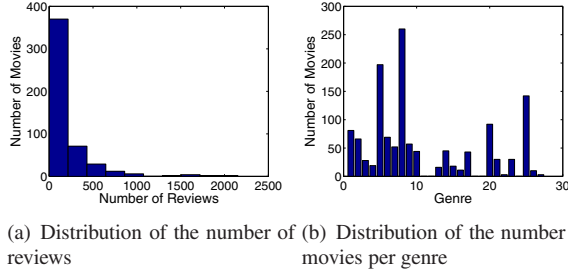 400
300
200
100
0
Number of Movies
0 500 1000 1500 2000 2500
Number of Reviews
300
250
200
150
100
50
0
Number of Movies
0 10 20 30
Genre
(a) Distribution of the number of
reviews
(b) Distribution of the number
movies per genre